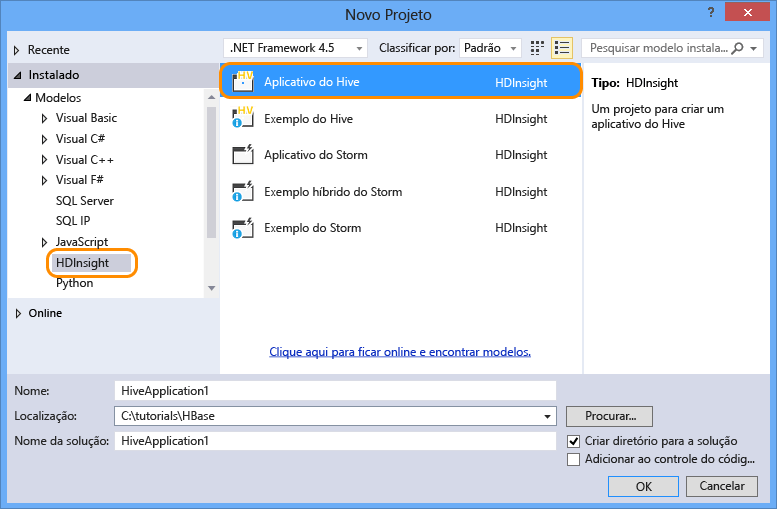 Novo Projeto
? ×
Recente
.NET Framework 4.5
Classificar por: Padrão
Pesquisar modelo instala...
Instalado
Modelos
Visual Basic
Visual C#
Visual C++
Visual F#
SQL Server
SQL IP
JavaScript
HDInsight
Python
Online
Aplicativo do Hive HDInsight
Exemplo do Hive HDInsight
Aplicativo do Storm HDInsight
Exemplo híbrido do Storm HDInsight
Exemplo do Storm HDInsight
Clique aqui para ficar online e encontrar modelos.
Tipo: HDInsight
Um projeto para criar um
aplicativo do Hive
Nome: HiveApplication1
Localização: C:\tutorials\HBase Procurar...
Nome da solução: HiveApplication1
Criar diretório para a solução
Adicionar ao controle do códig...
OK Cancelar